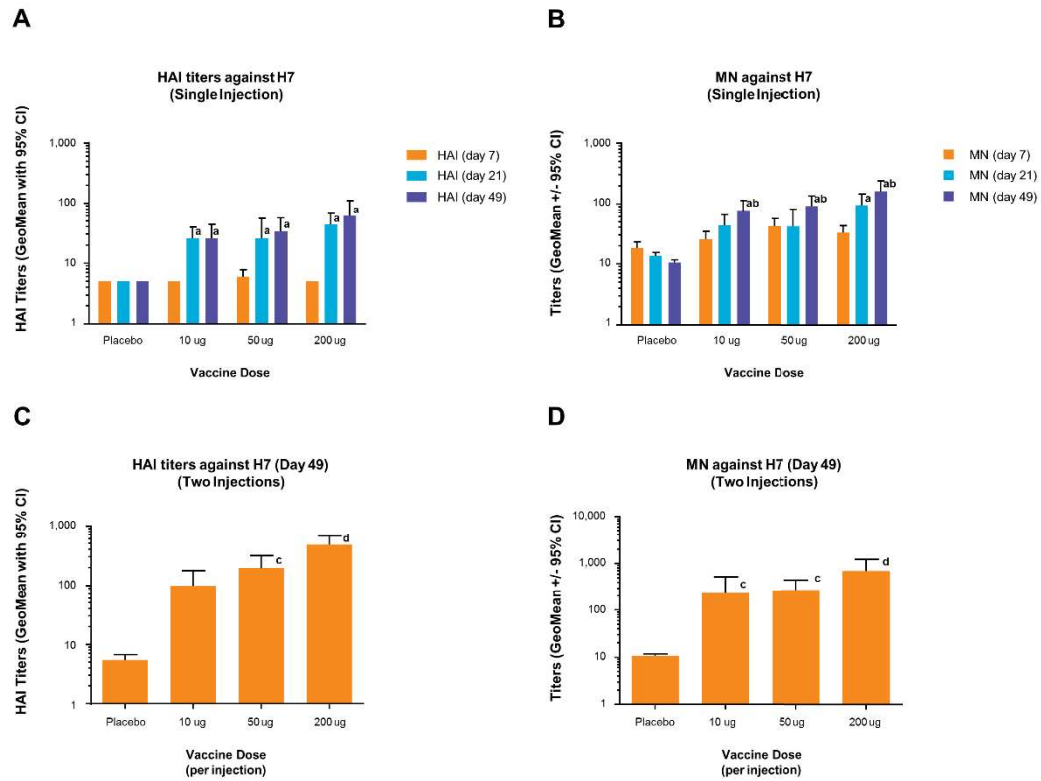 A
HAI titers against H7
(Single Injection)
HAI Titers (GeoMean with 95% CI)
1,000
100
10
1
a
a
a
a
a
a
Placebo
10 ug
50 ug
200 ug
Vaccine Dose
HAI (day 7)
HAI (day 21)
HAI (day 49)
B
MN against H7
(Single Injection)
Titers (GeoMean +/- 95% CI)
1,000
100
10
1
ab
ab
a
ab
Placebo
10 ug
50 ug
200 ug
Vaccine Dose
MN (day 7)
MN (day 21)
MN (day 49)
C
HAI titers against H7 (Day 49)
(Two Injections)
HAI Titers (GeoMean with 95% CI)
1,000
100
10
1
c
d
Placebo
10 ug
50 ug
200 ug
Vaccine Dose
(per injection)
D
MN against H7 (Day 49)
(Two Injections)
Titers (GeoMean +/- 95% CI)
10,000
1,000
100
10
1
c
c
d
Placebo
10 ug
50 ug
200 ug
Vaccine Dose
(per injection)